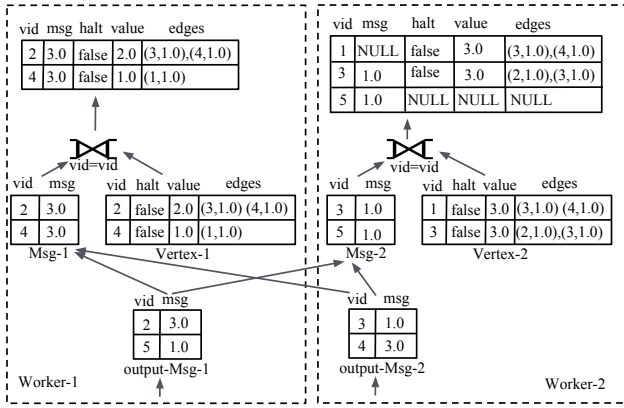 vid msg halt value edges
2 3.0 false 2.0 (3,1.0),(4,1.0)
4 3.0 false 1.0 (1,1.0)
vid=vid
vid msg
2 3.0
4 3.0
Msg-1
vid halt value edges
2 false 2.0 (3,1.0) (4,1.0)
4 false 1.0 (1,1.0)
Vertex-1
vid msg
2 3.0
5 1.0
output-Msg-1
Worker-1
vid msg halt value edges
1 NULL false 3.0 (3,1.0),(4,1.0)
3 1.0 false 3.0 (2,1.0),(3,1.0)
5 1.0 NULL NULL NULL
vid=vid
vid msg
3 1.0
5 1.0
Msg-2
vid halt value edges
1 false 3.0 (3,1.0) (4,1.0)
3 false 3.0 (2,1.0),(3,1.0)
Vertex-2
vid msg
3 1.0
4 3.0
output-Msg-2
Worker-2